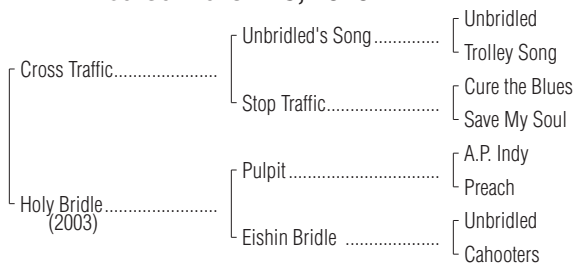 Unbridled
Unbridled's Song..............
Trolley Song
Cross Traffic......................
Cure the Blues
Stop Traffic........................
Save My Soul
A.P. Indy
Pulpit................................
Preach
Holy Bridle........................
(2003)
Unbridled
Eishin Bridle ....................
Cahooters